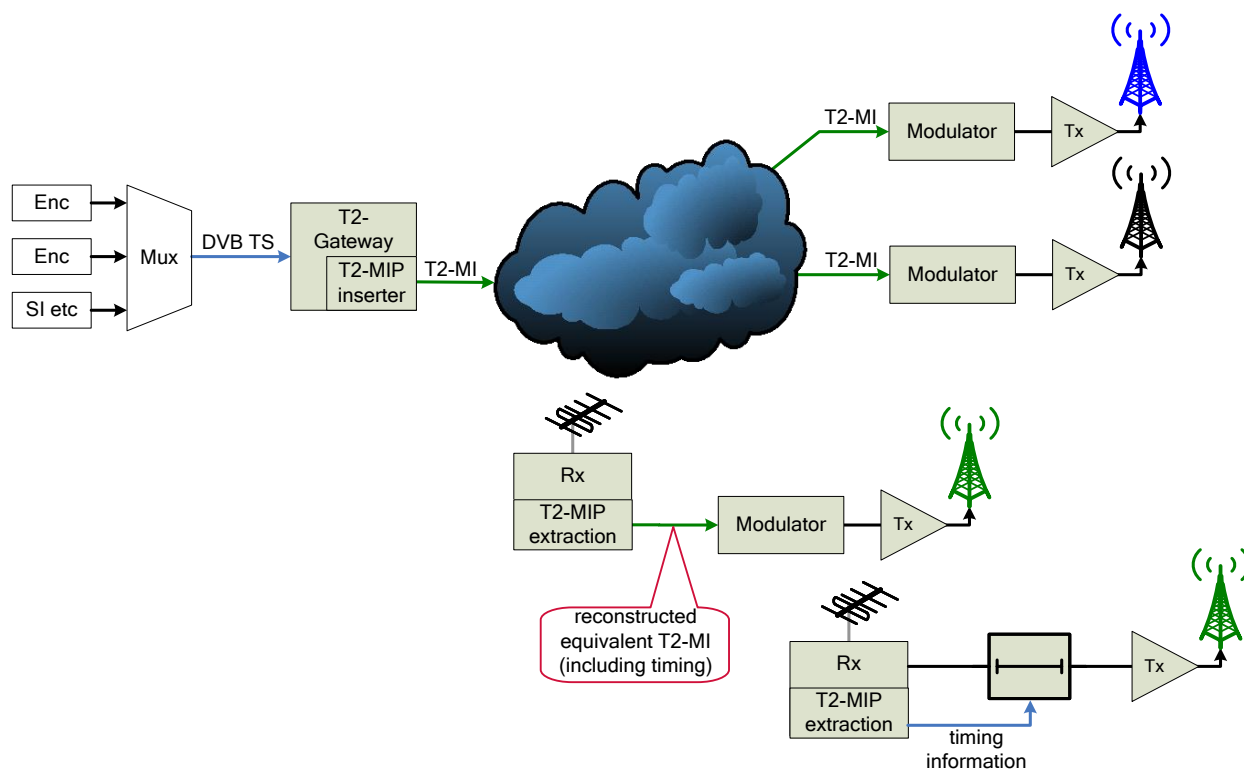 T2-MI
Modulator
Tx
Enc
Enc
SI etc
Mux
DVB TS
T2-
Gateway
T2-MIP
inserter
T2-MI
T2-MI
Modulator
Tx
Rx
T2-MIP
extraction
Modulator
Tx
reconstructed
equivalent T2-MI
(including timing)
Rx
T2-MIP
extraction
timing
information
Tx